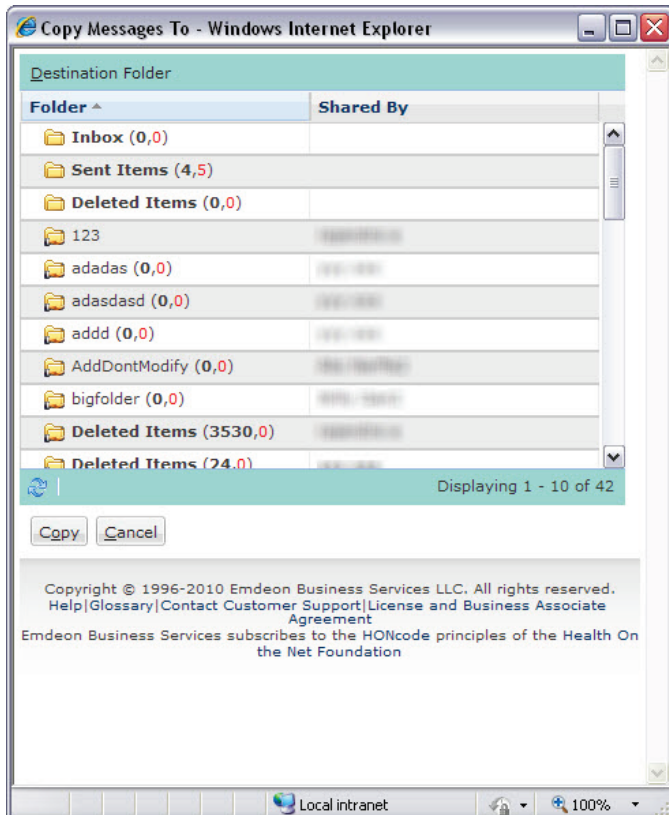 Copy Messages To - Windows Internet Explorer
Destination Folder
Folder Shared By
Inbox (0,0)
Sent Items (4,5)
Deleted Items (0,0)
123
adadas (0,0)
adasdasd (0,0)
addd (0,0)
AddDontModify (0,0)
bigfolder (0,0)
Deleted Items (3530,0)
Deleted Items (24,0)
Displaying 1 - 10 of 42
Copy Cancel
Copyright © 1996-2010 Emdeon Business Services LLC. All rights reserved.
Help|Glossary|Contact Customer Support|License and Business Associate
Agreement
Emdeon Business Services subscribes to the HONcode principles of the Health On
the Net Foundation
Local intranet 100%